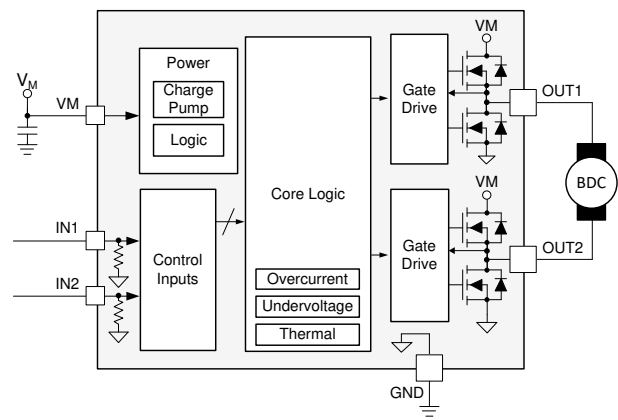 VM
Power
Charge
Pump
Logic
VM
VM
Gate
Drive
OUT1
BDC
Core Logic
IN1
IN2
Control
Inputs
VM
Gate
Drive
OUT2
Overcurrent
Undervoltage
Thermal
GND